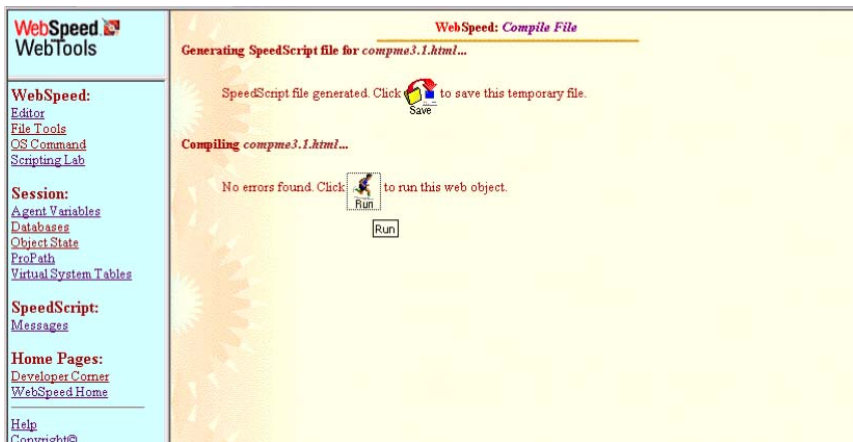 WebSpeed
WebTools
WebSpeed:
Editor
File Tools
OS Command
Scripting Lab
Session:
Agent Variables
Databases
Object State
ProPath
Virtual System Tables
SpeedScript:
Messages
Home Pages:
Developer Corner
WebSpeed Home
Help
Copyright©
WebSpeed: Compile File
Generating SpeedScript file for compme3.1.html...
SpeedScript file generated. Click Save to save this temporary file.
Compiling compme3.1.html...
No errors found. Click Run to run this web object.
Run